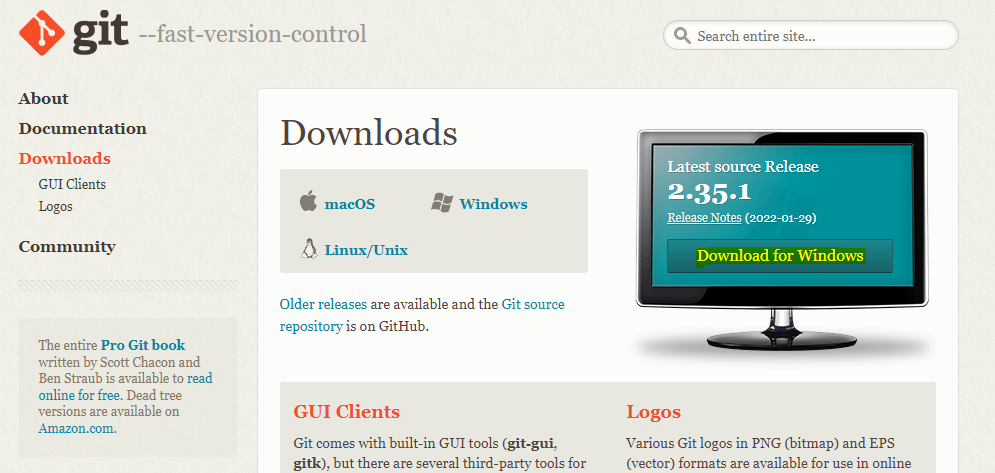 git --fast-version-control
Search entire site...
About
Documentation
Downloads
GUI Clients
Logos
Community
The entire Pro Git book
written by Scott Chacon and
Ben Straub is available to read
online for free. Dead tree
versions are available on
Amazon.com.
Downloads
macOS
Windows
Linux/Unix
Older releases are available and the Git source
repository is on GitHub.
Latest source Release
2.35.1
Release Notes (2022-01-29)
Download for Windows
GUI Clients
Git comes with built-in GUI tools (git-gui,
gitk), but there are several third-party tools for
Logos
Various Git logos in PNG (bitmap) and EPS
(vector) formats are available for use in online